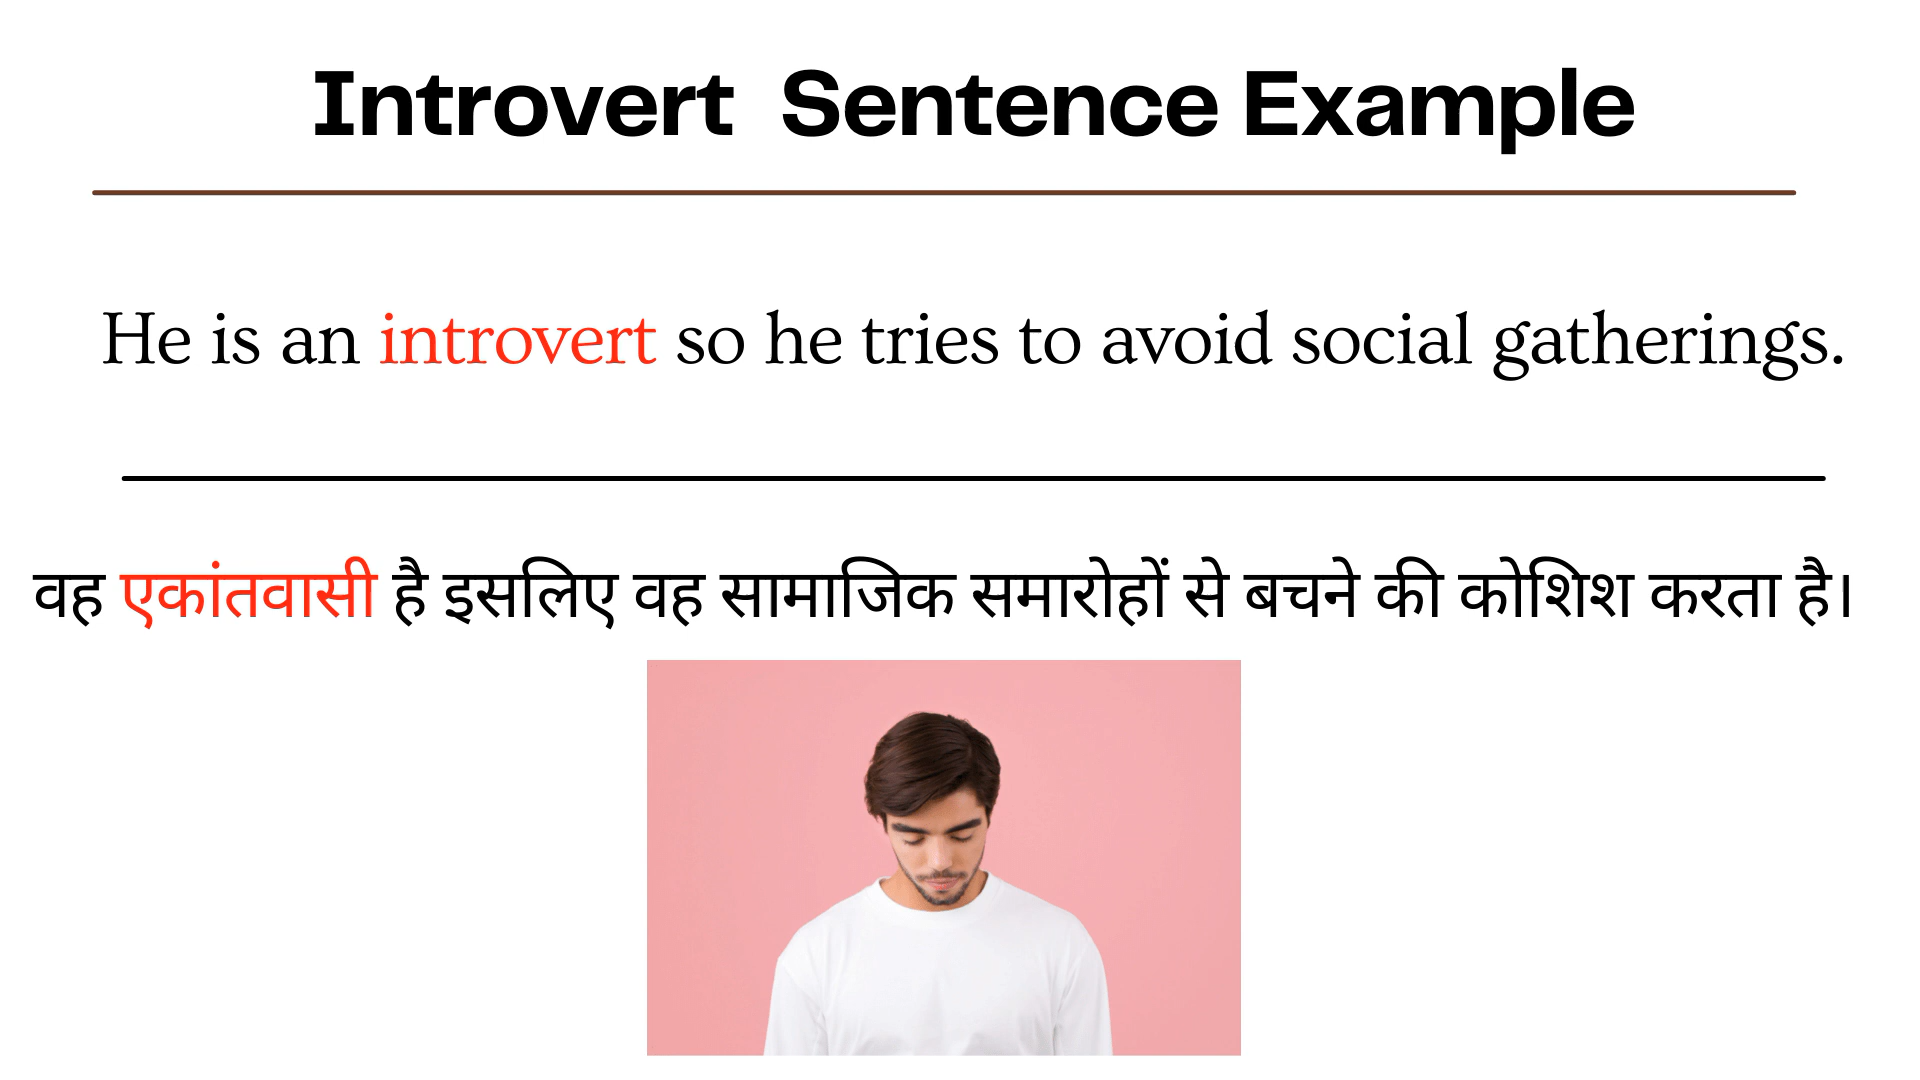 Introvert Sentence Example
He is an introvert so he tries to avoid social gatherings.
वह एकांतवासी है इसलिए वह सामाजिक समारोहों से बचने की कोशिश करता है।